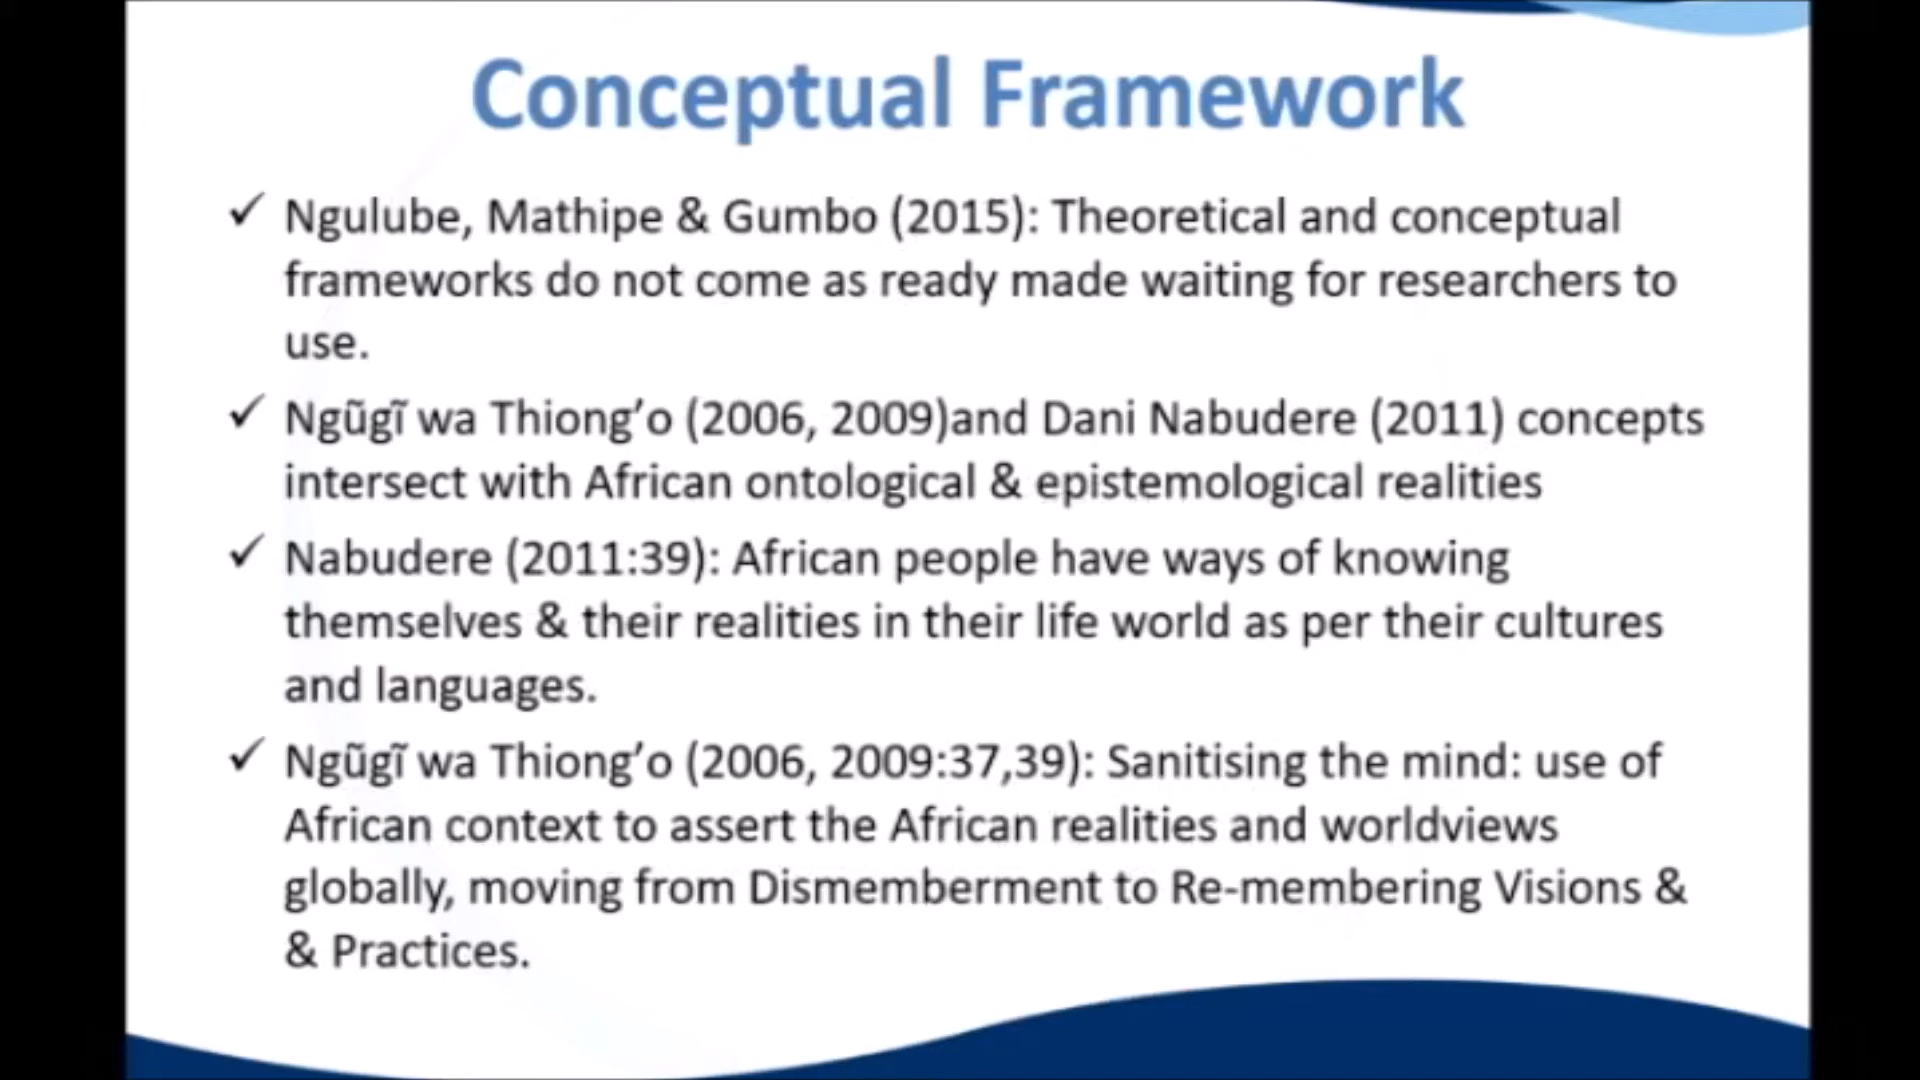 Conceptual Framework
✓ Ngulube, Mathipe & Gumbo (2015): Theoretical and conceptual
frameworks do not come as ready made waiting for researchers to
use.
✓ Ngũgĩ wa Thiong’o (2006, 2009)and Dani Nabudere (2011) concepts
intersect with African ontological & epistemological realities
✓ Nabudere (2011:39): African people have ways of knowing
themselves & their realities in their life world as per their cultures
and languages.
✓ Ngũgĩ wa Thiong’o (2006, 2009:37,39): Sanitising the mind: use of
African context to assert the African realities and worldviews
globally, moving from Dismemberment to Re-membering Visions &
& Practices.